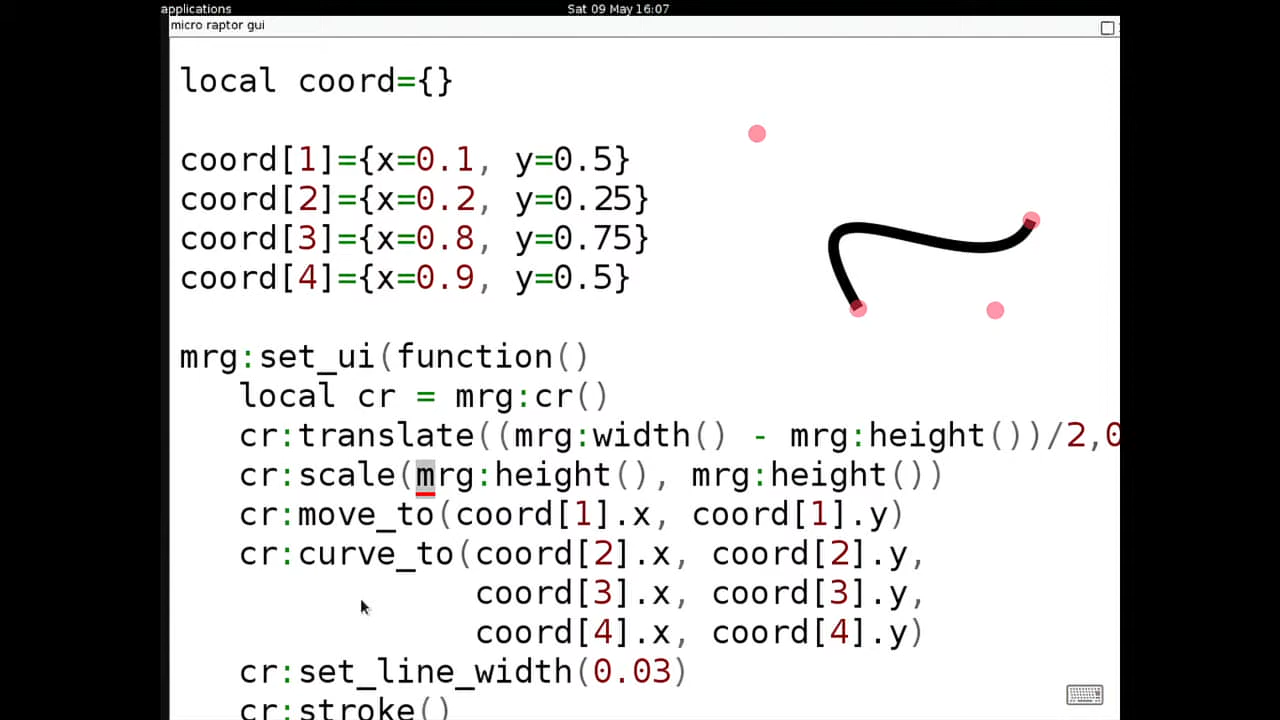 applications
Sat 09 May 16:07
micro raptor gui
local coord={}
coord[1]={x=0.1, y=0.5}
coord[2]={x=0.2, y=0.25}
coord[3]={x=0.8, y=0.75}
coord[4]={x=0.9, y=0.5}
mrg:set_ui(function()
local cr = mrg:cr()
cr:translate((mrg:width() - mrg:height())/2,0
cr:scale(mrg:height(), mrg:height())
cr:move_to(coord[1].x, coord[1].y)
cr:curve_to(coord[2].x, coord[2].y,
coord[3].x, coord[3].y,
coord[4].x, coord[4].y)
cr:set_line_width(0.03)
cr:stroke()